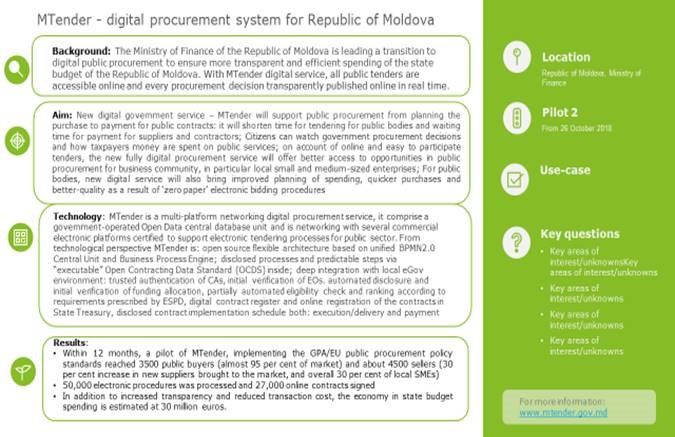 MTender - digital procurement system for Republic of Moldova
Background: The Ministry of Finance of the Republic of Moldova is leading a transition to
digital public procurement to ensure more transparent and efficient spending of the state
budget of the Republic of Moldova. With MTender digital service, all public tenders are
accessible online and every procurement decision transparently published online in real time.
Aim: New digital government service – MTender will support public procurement from planning the
purchase to payment for public contracts: it will shorten time for tendering for public bodies and waiting
time for payment for suppliers and contractors; Citizens can watch government procurement decisions
and how taxpayers money are spent on public services; on account of online and easy to participate
tenders, the new fully digital procurement service will offer better access to opportunities in public
procurement for business community, in particular local small and medium-sized enterprises; For public
bodies, new digital service will also bring improved planning of spending, quicker purchases and
better-quality as a result of 'zero paper' electronic bidding procedures
Technology: MTender is a multi-platform networking digital procurement service, it comprise a
government-operated Open Data central database unit and is networking with several commercial
electronic platforms certified to support electronic tendering processes for public sector. From
technological perspective MTender is: open source flexible architecture based on unified BPMN2.0
Central Unit and Business Process Engine; disclosed processes and predictable steps via
"executable" Open Contracting Data Standard (OCDS) inside; deep integration with local eGov
environment: trusted authentication of CAs, initial verification of EOs. automated disclosure and
initial verification of funding allocation, partially automated eligibility check and ranking according to
requirements prescribed by ESPD, digital contract register and online registration of the contracts in
State Treasury, disclosed contract implementation schedule both: execution/delivery and payment
Results:
• Within 12 months, a pilot of MTender, implementing the GPA/EU public procurement policy
standards reached 3500 public buyers (almost 95 per cent of market) and about 4500 sellers (30
per cent increase in new suppliers brought to the market, and overall 30 per cent of local SMEs)
• 50,000 electronic procedures was processed and 27,000 online contracts signed
• In addition to increased transparency and reduced transaction cost, the economy in state budget
spending is estimated at 30 million euros.
Location
Republic of Moldova, Ministry of
Finance
Pilot 2
From 26 October 2018
Use-case
Key questions
• Key areas of
interest/unknownsKey
areas of interest/unknowns
• Key areas of
interest/unknowns
• Key areas of
interest/unknowns
• Key areas of
interest/unknowns
For more information:
www.mtender.gov.md